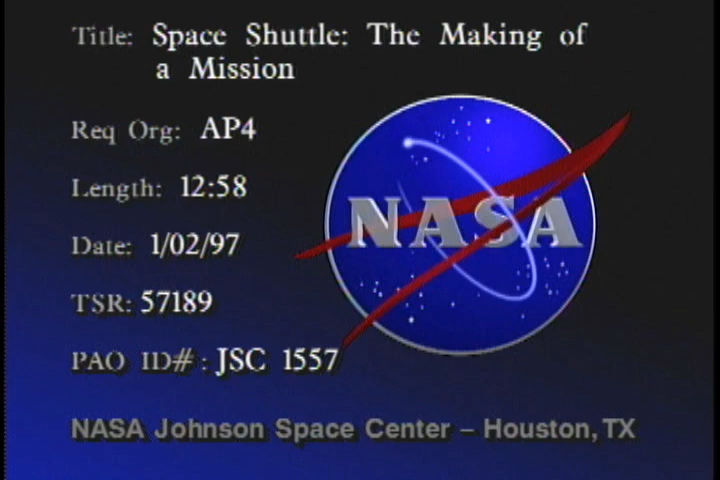 Title: Space Shuttle: The Making of
a Mission
Req Org: AP4
Length: 12:58
Date: 1/02/97
TSR: 57189
PAO ID#: JSC 1557
NASA
NASA Johnson Space Center – Houston, TX